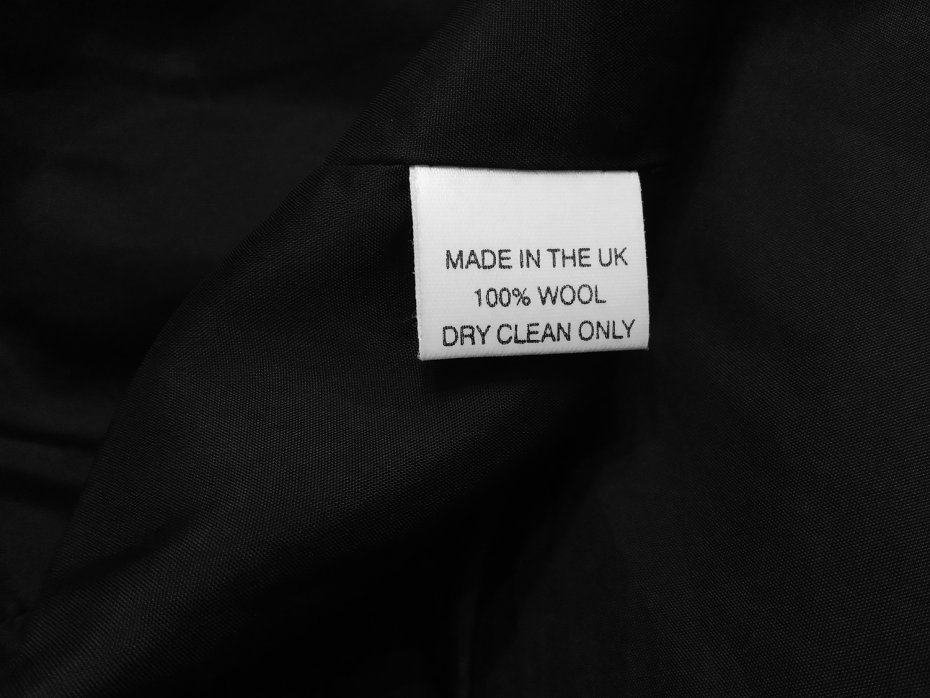 MADE IN THE UK
100% WOOL
DRY CLEAN ONLY